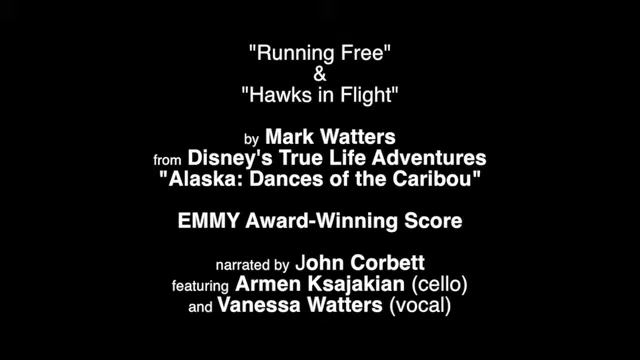 "Running Free"
&
"Hawks in Flight"
by Mark Watters
from Disney's True Life Adventures
"Alaska: Dances of the Caribou"
EMMY Award-Winning Score
narrated by John Corbett
featuring Armen Ksajakian (cello)
and Vanessa Watters (vocal)